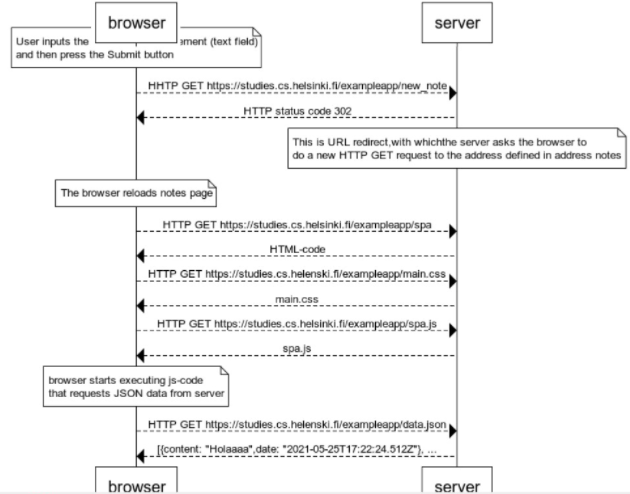 browser
server
User inputs the ement (text field)
and then press the Submit button
HHTP GET https://studies.cs.helsinki.fi/exampleapp/new_note
HTTP status code 302
This is URL redirect,with whichthe server asks the browser to
do a new HTTP GET request to the address defined in address notes
The browser reloads notes page
HTTP GET https://studies.cs.helsinki.fi/exampleapp/spa
HTML-code
HTTP GET https://studies.cs.helenski.fi/exampleapp/main.css
main.css
HTTP GET https://studies.cs.helsinki.fi/exampleapp/spa.js
spa.js
browser starts executing js-code
that requests JSON data from server
HTTP GET https://studies.cs.helenski.fi/exampleapp/data.json
[{content: "Holaaaa",date: "2021-05-25T17:22:24.512Z"}, ...
browser
server